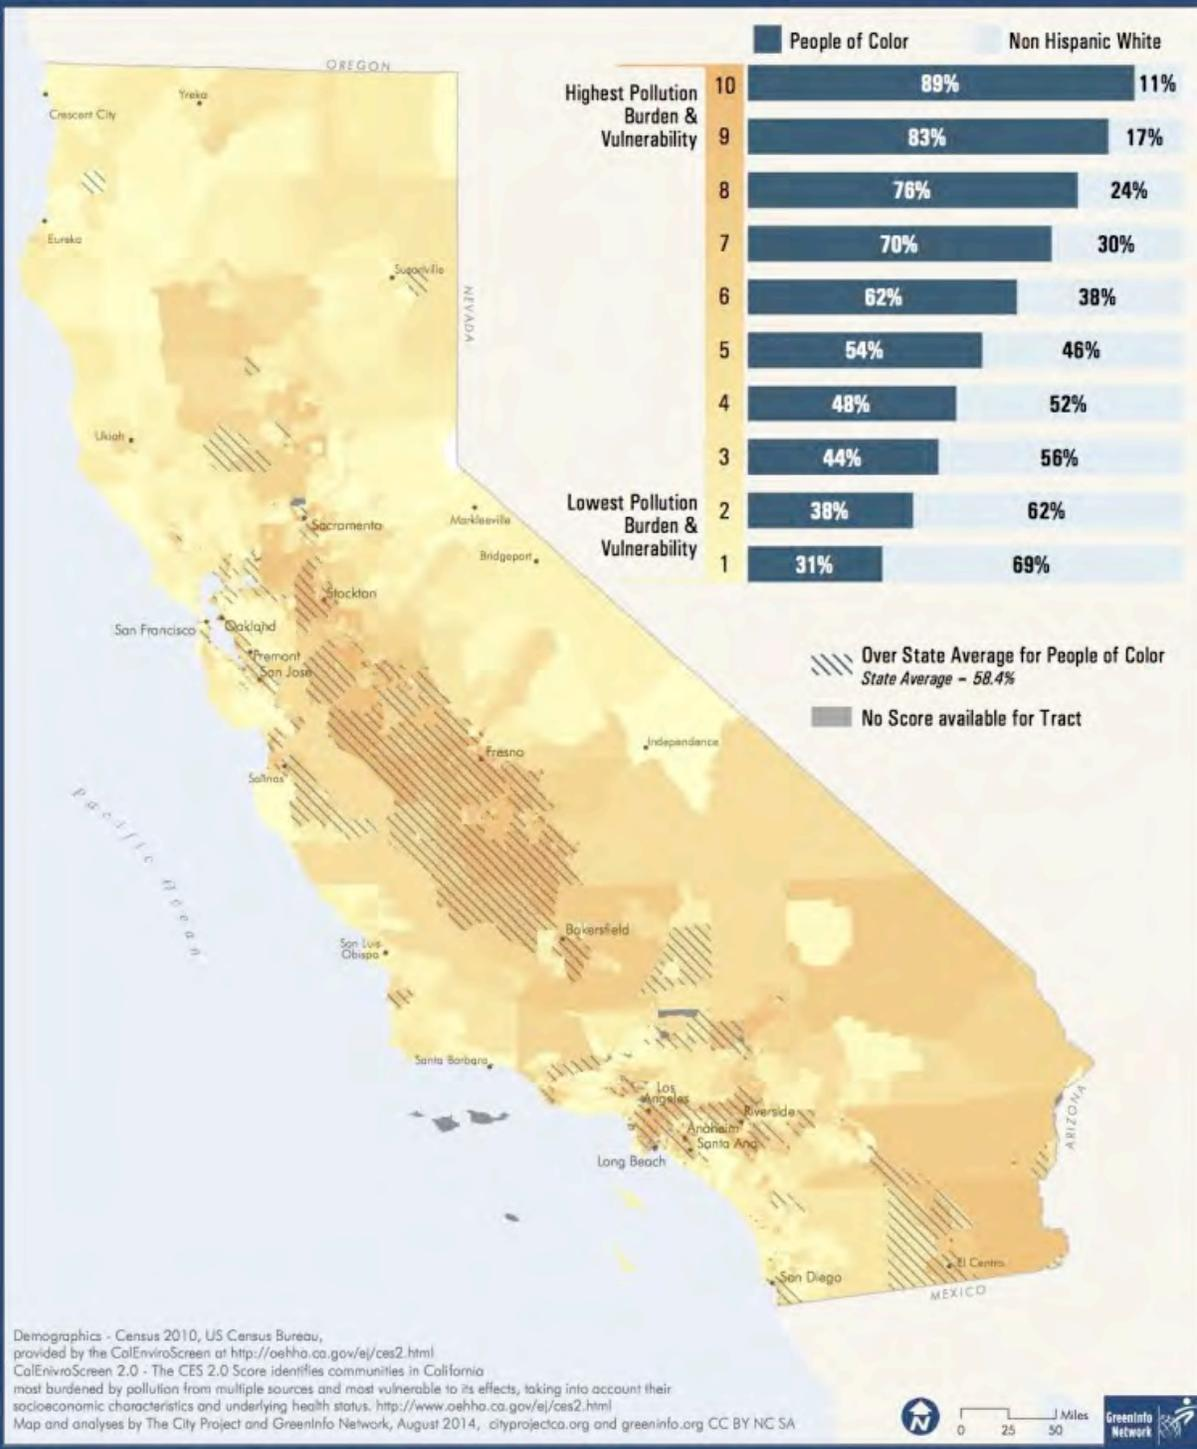 People of Color
Non Hispanic White
Highest Pollution
Burden &
Vulnerability
10
89%
11%
9
83%
17%
8
76%
24%
7
70%
30%
6
62%
38%
5
54%
46%
4
48%
52%
3
44%
56%
Lowest Pollution
Burden &
Vulnerability
2
38%
62%
1
31%
69%
Over State Average for People of Color
State Average - 58.4%
No Score available for Tract
OREGON
Crescent City
Yreka
Eureka
Susanville
NEVADA
Ukiah
Sacramento
Markleeville
Bridgeport
Stockton
San Francisco
Oakland
Fremont
San Jose
Independence
Fresno
Salinas
Pacific Ocean
Bakersfield
San Luis
Obispo
Santa Barbara
Los
Angeles
Riverside
Anaheim
Santa Ana
Long Beach
ARIZONA
El Centro
San Diego
MEXICO
Demographics - Census 2010, US Census Bureau,
provided by the CalEnviroScreen at http://oehha.ca.gov/ej/ces2.html
CalEnivroScreen 2.0 - The CES 2.0 Score identifies communities in California
most burdened by pollution from multiple sources and most vulnerable to its effects, taking into account their
socioeconomic characteristics and underlying health status. http://www.oehha.ca.gov/ej/ces2.html
Map and analyses by The City Project and GreenInfo Network, August 2014, cityprojectca.org and greeninfo.org CC BY NC SA
N
Miles
0 25 50
GreenInfo
Network